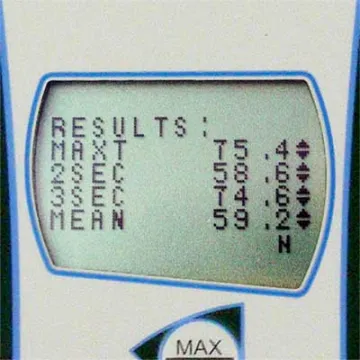 RESULTS:
MAXT 75.4
2SEC 58.6
3SEC 74.6
MEAN 59.2
N
MAX